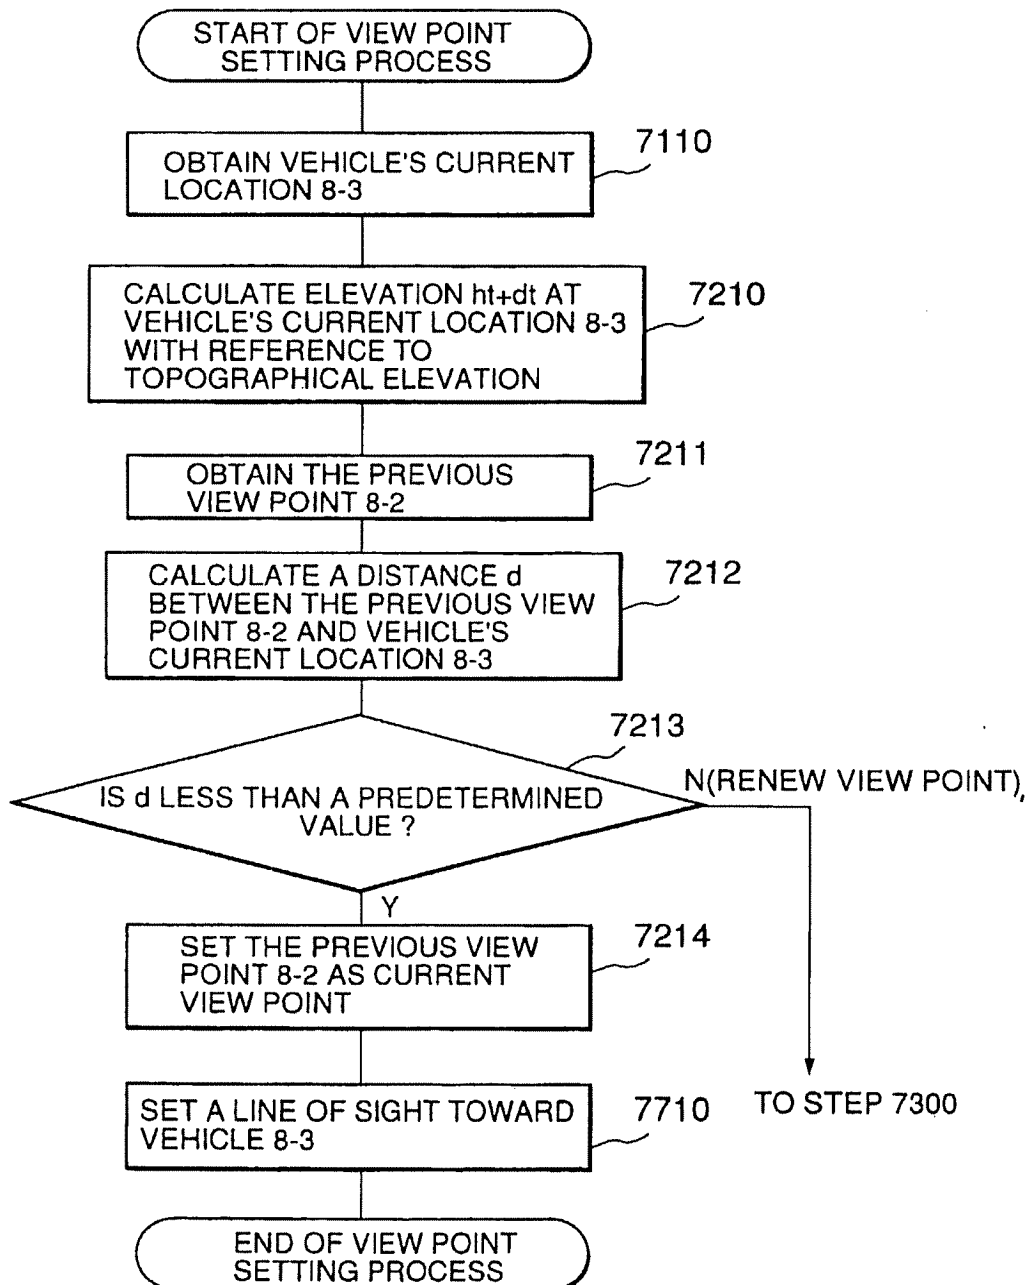 START OF VIEW POINT
SETTING PROCESS
7110
OBTAIN VEHICLE'S CURRENT
LOCATION 8-3
7210
CALCULATE ELEVATION ht+dt AT
VEHICLE'S CURRENT LOCATION 8-3
WITH REFERENCE TO
TOPOGRAPHICAL ELEVATION
7211
OBTAIN THE PREVIOUS
VIEW POINT 8-2
7212
CALCULATE A DISTANCE d
BETWEEN THE PREVIOUS VIEW
POINT 8-2 AND VEHICLE'S
CURRENT LOCATION 8-3
7213
N(RENEW VIEW POINT),
IS d LESS THAN A PREDETERMINED
VALUE ?
Y
7214
SET THE PREVIOUS VIEW
POINT 8-2 AS CURRENT
VIEW POINT
7710
SET A LINE OF SIGHT TOWARD
VEHICLE 8-3
TO STEP 7300
END OF VIEW POINT
SETTING PROCESS